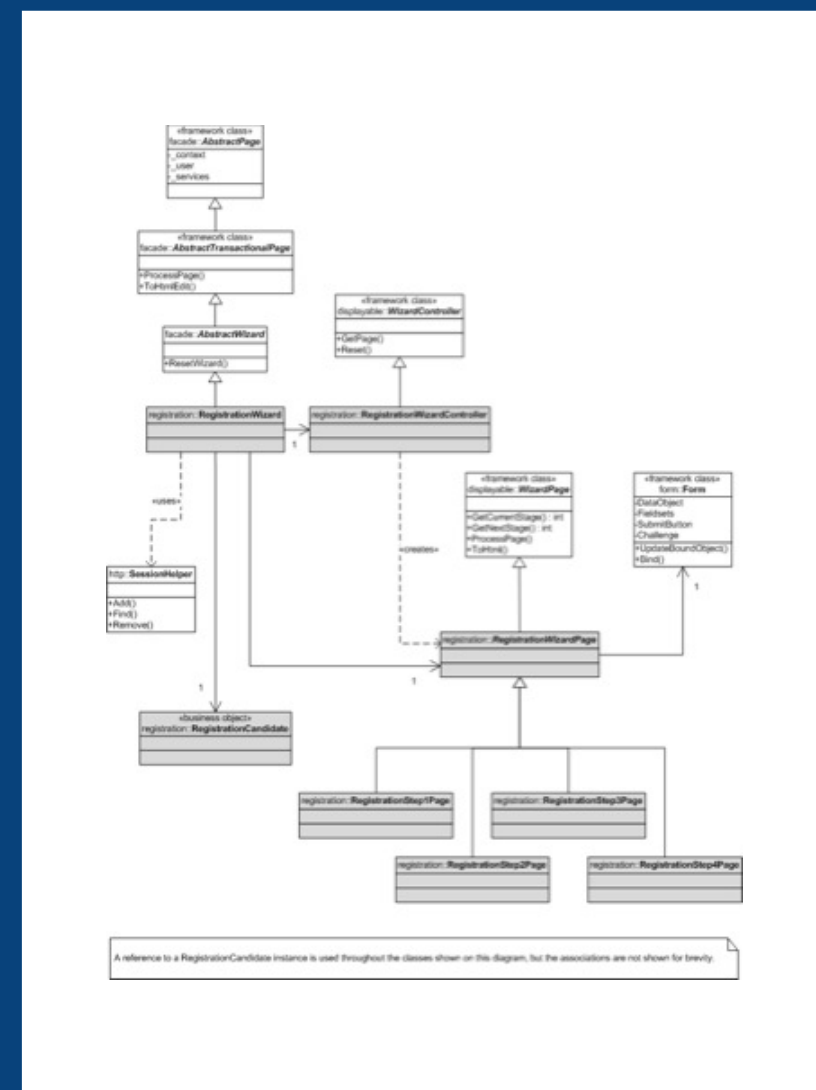 «framework class»
facade::AbstractPage
-_context
-_user
-_services
«framework class»
facade::AbstractTransactionalPage
+ProcessPage()
+ToHtmlEdit()
facade::AbstractWizard
+ResetWizard()
«framework class»
displayable::WizardController
+GetPage()
+Reset()
registration::RegistrationWizard
registration::RegistrationWizardController
1
«uses»
«creates»
«framework class»
displayable::WizardPage
+GetCurrentStage() : int
+GetNextStage() : int
+ProcessPage()
+ToHtml()
«framework class»
form::Form
-DataObject
-Fieldsets
-SubmitButton
-Challenge
+UpdateBoundObject()
+Bind()
1
http::SessionHelper
+Add()
+Find()
+Remove()
registration::RegistrationWizardPage
1
1
«business object»
registration::RegistrationCandidate
registration::RegistrationStep1Page
registration::RegistrationStep3Page
registration::RegistrationStep2Page
registration::RegistrationStep4Page
A reference to a RegistrationCandidate instance is used throughout the classes shown on this diagram, but the associations are not shown for brevity.